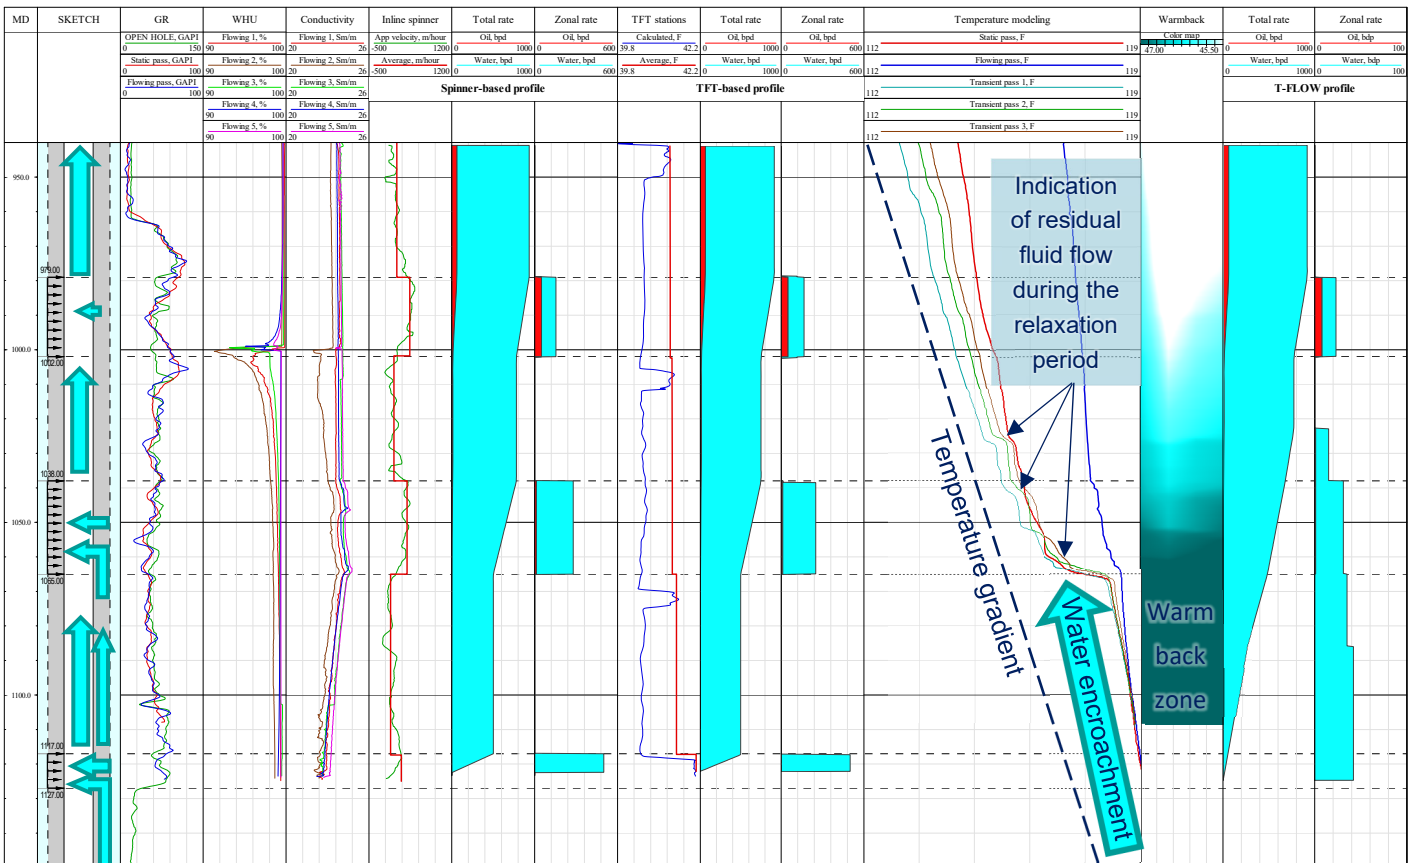 MD
SKETCH
GR
WHU
Conductivity
Inline spinner
Total rate
Zonal rate
TFT stations
Total rate
Zonal rate
Temperature modeling
Warmback
Total rate
Zonal rate
OPEN HOLE, GAPI
0 150
Static pass, GAPI
0 100
Flowing pass, GAPI
0 100
Flowing 1, %
90 100
Flowing 2, %
90 100
Flowing 3, %
90 100
Flowing 4, %
90 100
Flowing 5, %
90 100
Flowing 1, Sm/m
20 26
Flowing 2, Sm/m
20 26
Flowing 3, Sm/m
20 26
Flowing 4, Sm/m
20 26
Flowing 5, Sm/m
20 26
App velocity, m/hour
-500 1000
Average, m/hour
-500 1200
Oil, bpd
0 1000
Water, bpd
0 1000
Oil, bpd
0 600
Water, bpd
0 600
Spinner-based profile
Calculated, F
39.8 42.2
Average, F
39.8 42.2
Oil, bpd
0 1000
Water, bpd
0 1000
Oil, bpd
0 600
Water, bpd
0 600
TFT-based profile
Static pass, F
112 119
Flowing pass, F
112 119
Transient pass 1, F
112 119
Transient pass 2, F
112 119
Transient pass 3, F
112 119
Color map
47.00 45.50
Oil, bpd
0 1000
Water, bpd
0 1000
Oil, bdp
0 100
Water, bdp
0 600
T-FLOW profile
950.0
979.00
1000.0
1002.00
1038.00
1050.0
1065.00
1100.0
1117.00
1127.00
Indication
of residual
fluid flow
during the
relaxation
period
Temperature gradient
Water encroachment
Warm
back
zone